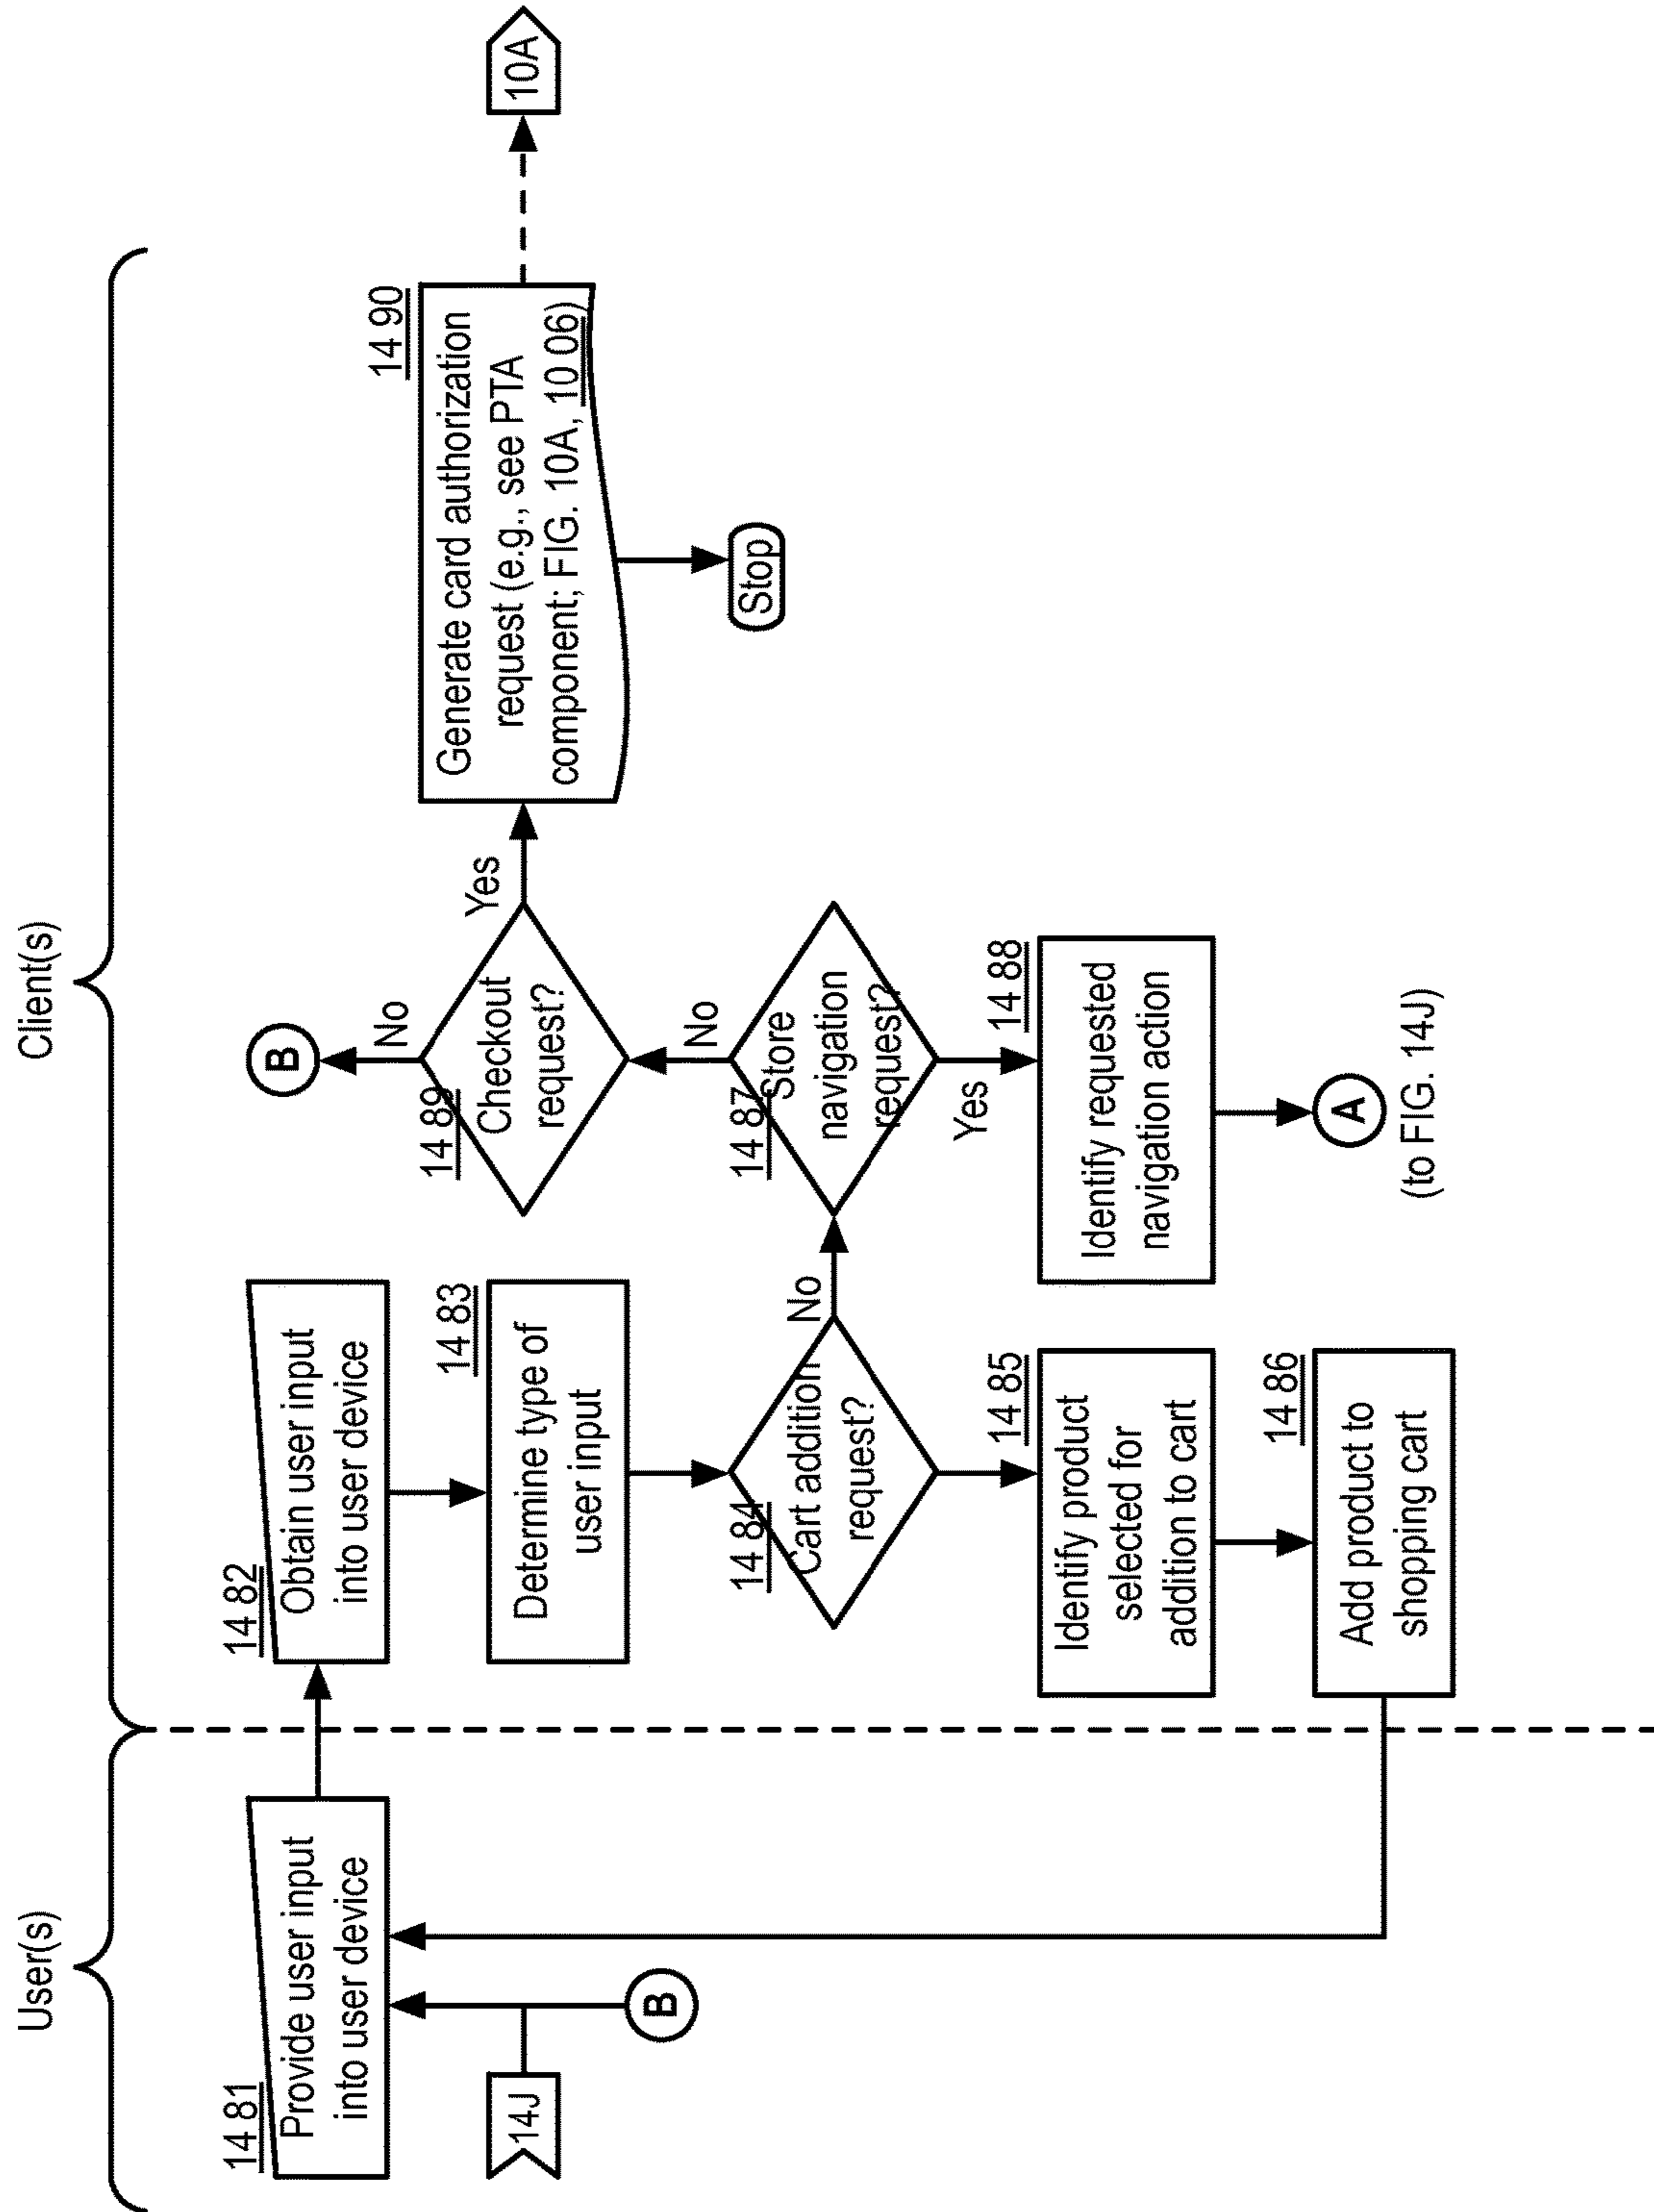 User(s)
Client(s)
14 81
Provide user input
into user device
14J
B
14 82
Obtain user input
into user device
14 83
Determine type of
user input
14 84
Cart addition
request?
No
14 85
Identify product
selected for
addition to cart
14 86
Add product to
shopping cart
B
No
14 89
Checkout
request?
Yes
No
14 87
Store
navigation
request?
Yes
14 88
Identify requested
navigation action
A
(to FIG. 14J)
14 90
Generate card authorization
request (e.g., see PTA
component; FIG. 10A, 10 06)
Stop
10A